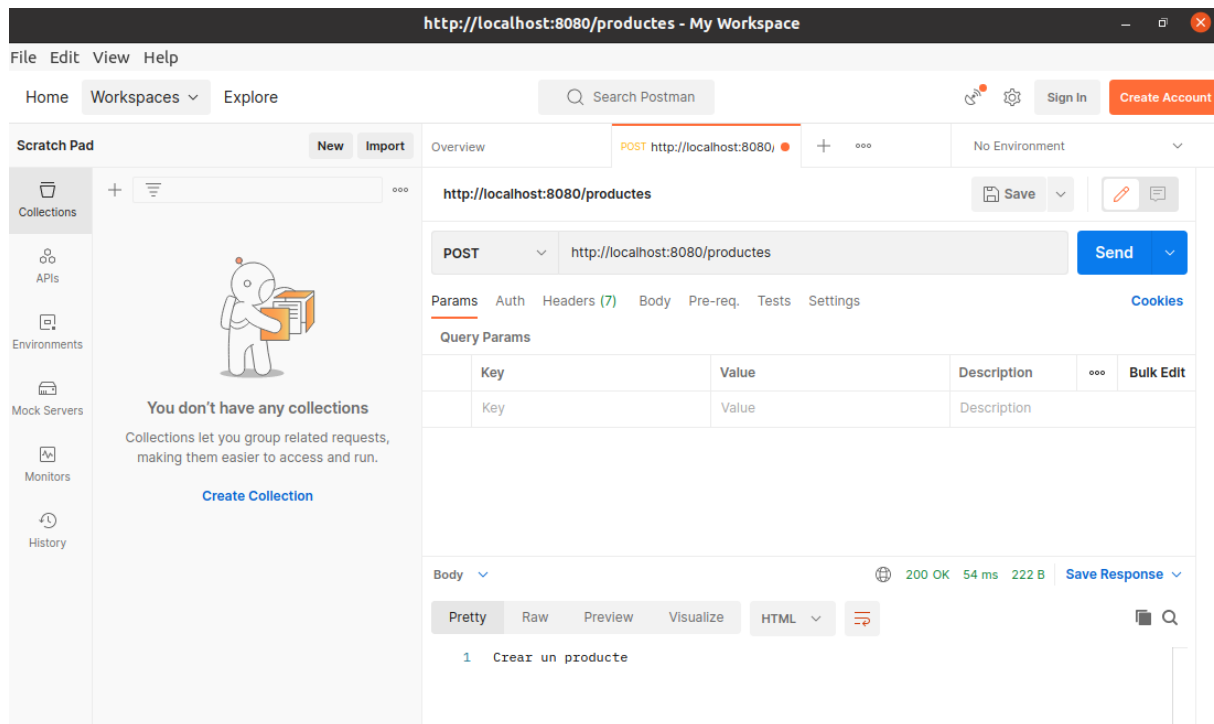 http://localhost:8080/productes - My Workspace
File Edit View Help
Home Workspaces Explore Search Postman Sign In Create Account
Scratch Pad New Import
Overview POST http://localhost:8080/ No Environment
Collections
APIs
Environments
Mock Servers
Monitors
History
You don't have any collections
Collections let you group related requests,
making them easier to access and run.
Create Collection
http://localhost:8080/productes Save
POST http://localhost:8080/productes Send
Params Auth Headers (7) Body Pre-req. Tests Settings Cookies
Query Params
Key Value Description Bulk Edit
Key Value Description
Body 200 OK 54 ms 222 B Save Response
Pretty Raw Preview Visualize HTML
1 Crear un producte